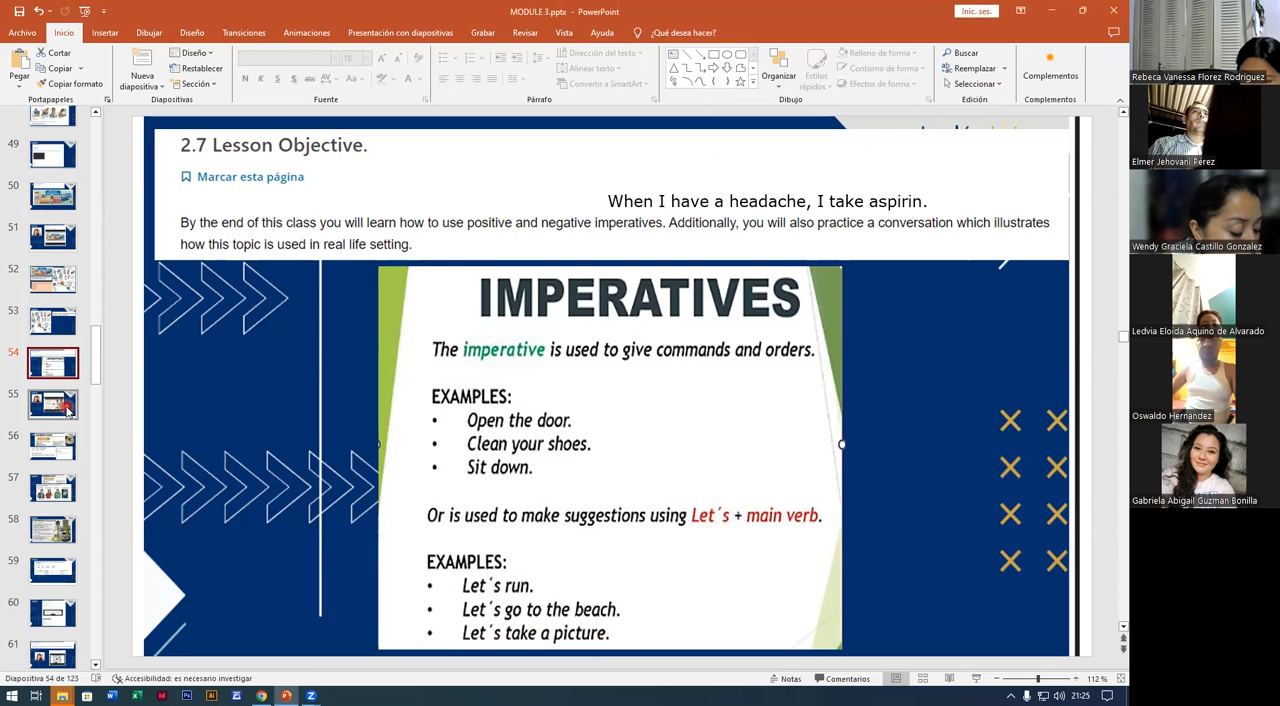 MODULE 3.pptx - PowerPoint
Inic. ses.
Archivo Inicio Insertar Dibujar Diseño Transiciones Animaciones Presentación con diapositivas Grabar Revisar Vista Ayuda ¿Qué desea hacer?
Pegar
Cortar
Copiar
Copiar formato
Portapapeles
Nueva
diapositiva
Diseño
Restablecer
Sección
Diapositivas
N K S S abc AV Aa A
Fuente
Dirección del texto
Alinear texto
Convertir a SmartArt
Párrafo
Organizar
Estilos
rápidos
Relleno de forma
Contorno de forma
Efectos de forma
Dibujo
Buscar
Reemplazar
Seleccionar
Edición
Complementos
Complementos
49
50
51
52
53
54
55
56
57
59
60
61
2.7 Lesson Objective.
Marcar esta página
When I have a headache, I take aspirin.
By the end of this class you will learn how to use positive and negative imperatives. Additionally, you will also practice a conversation which illustrates
how this topic is used in real life setting.
IMPERATIVES
The imperative is used to give commands and orders.
EXAMPLES:
• Open the door.
• Clean your shoes.
• Sit down.
Or is used to make suggestions using Let´s + main verb.
EXAMPLES:
• Let´s run.
• Let´s go to the beach.
• Let´s take a picture.
Rebeca Vanessa Florez Rodriguez
Elmer Jehovani Perez
Wendy Graciela Castillo Gonzalez
Ledvia Eloida Aquino de Alvarado
Oswaldo Hernandez
Gabriela Abigail Guzman Bonilla
Diapositiva 54 de 123
Accesibilidad: es necesario investigar
Notas
Comentarios
112 %
21:25